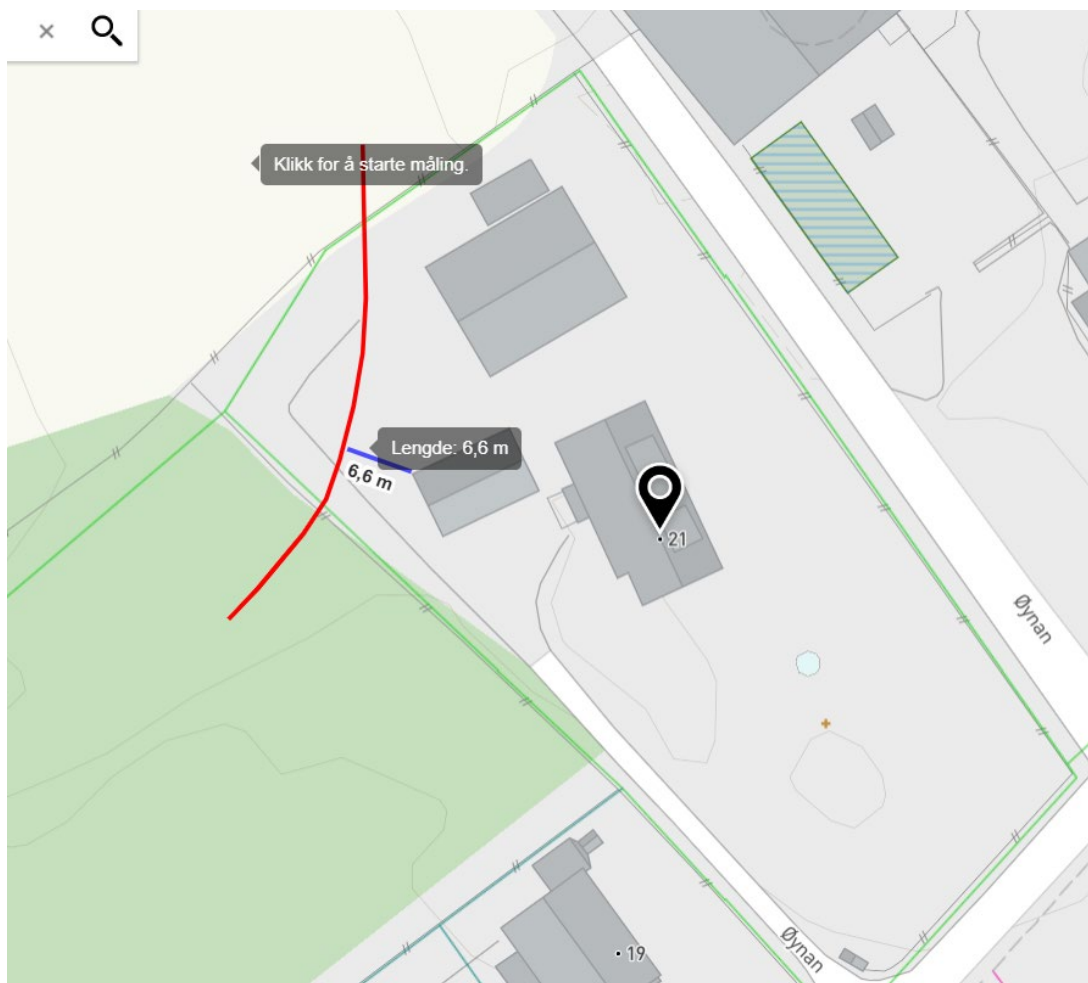 Klikk for å starte måling.
Lengde: 6,6 m
6,6 m
21
Øynan
19
Øynan